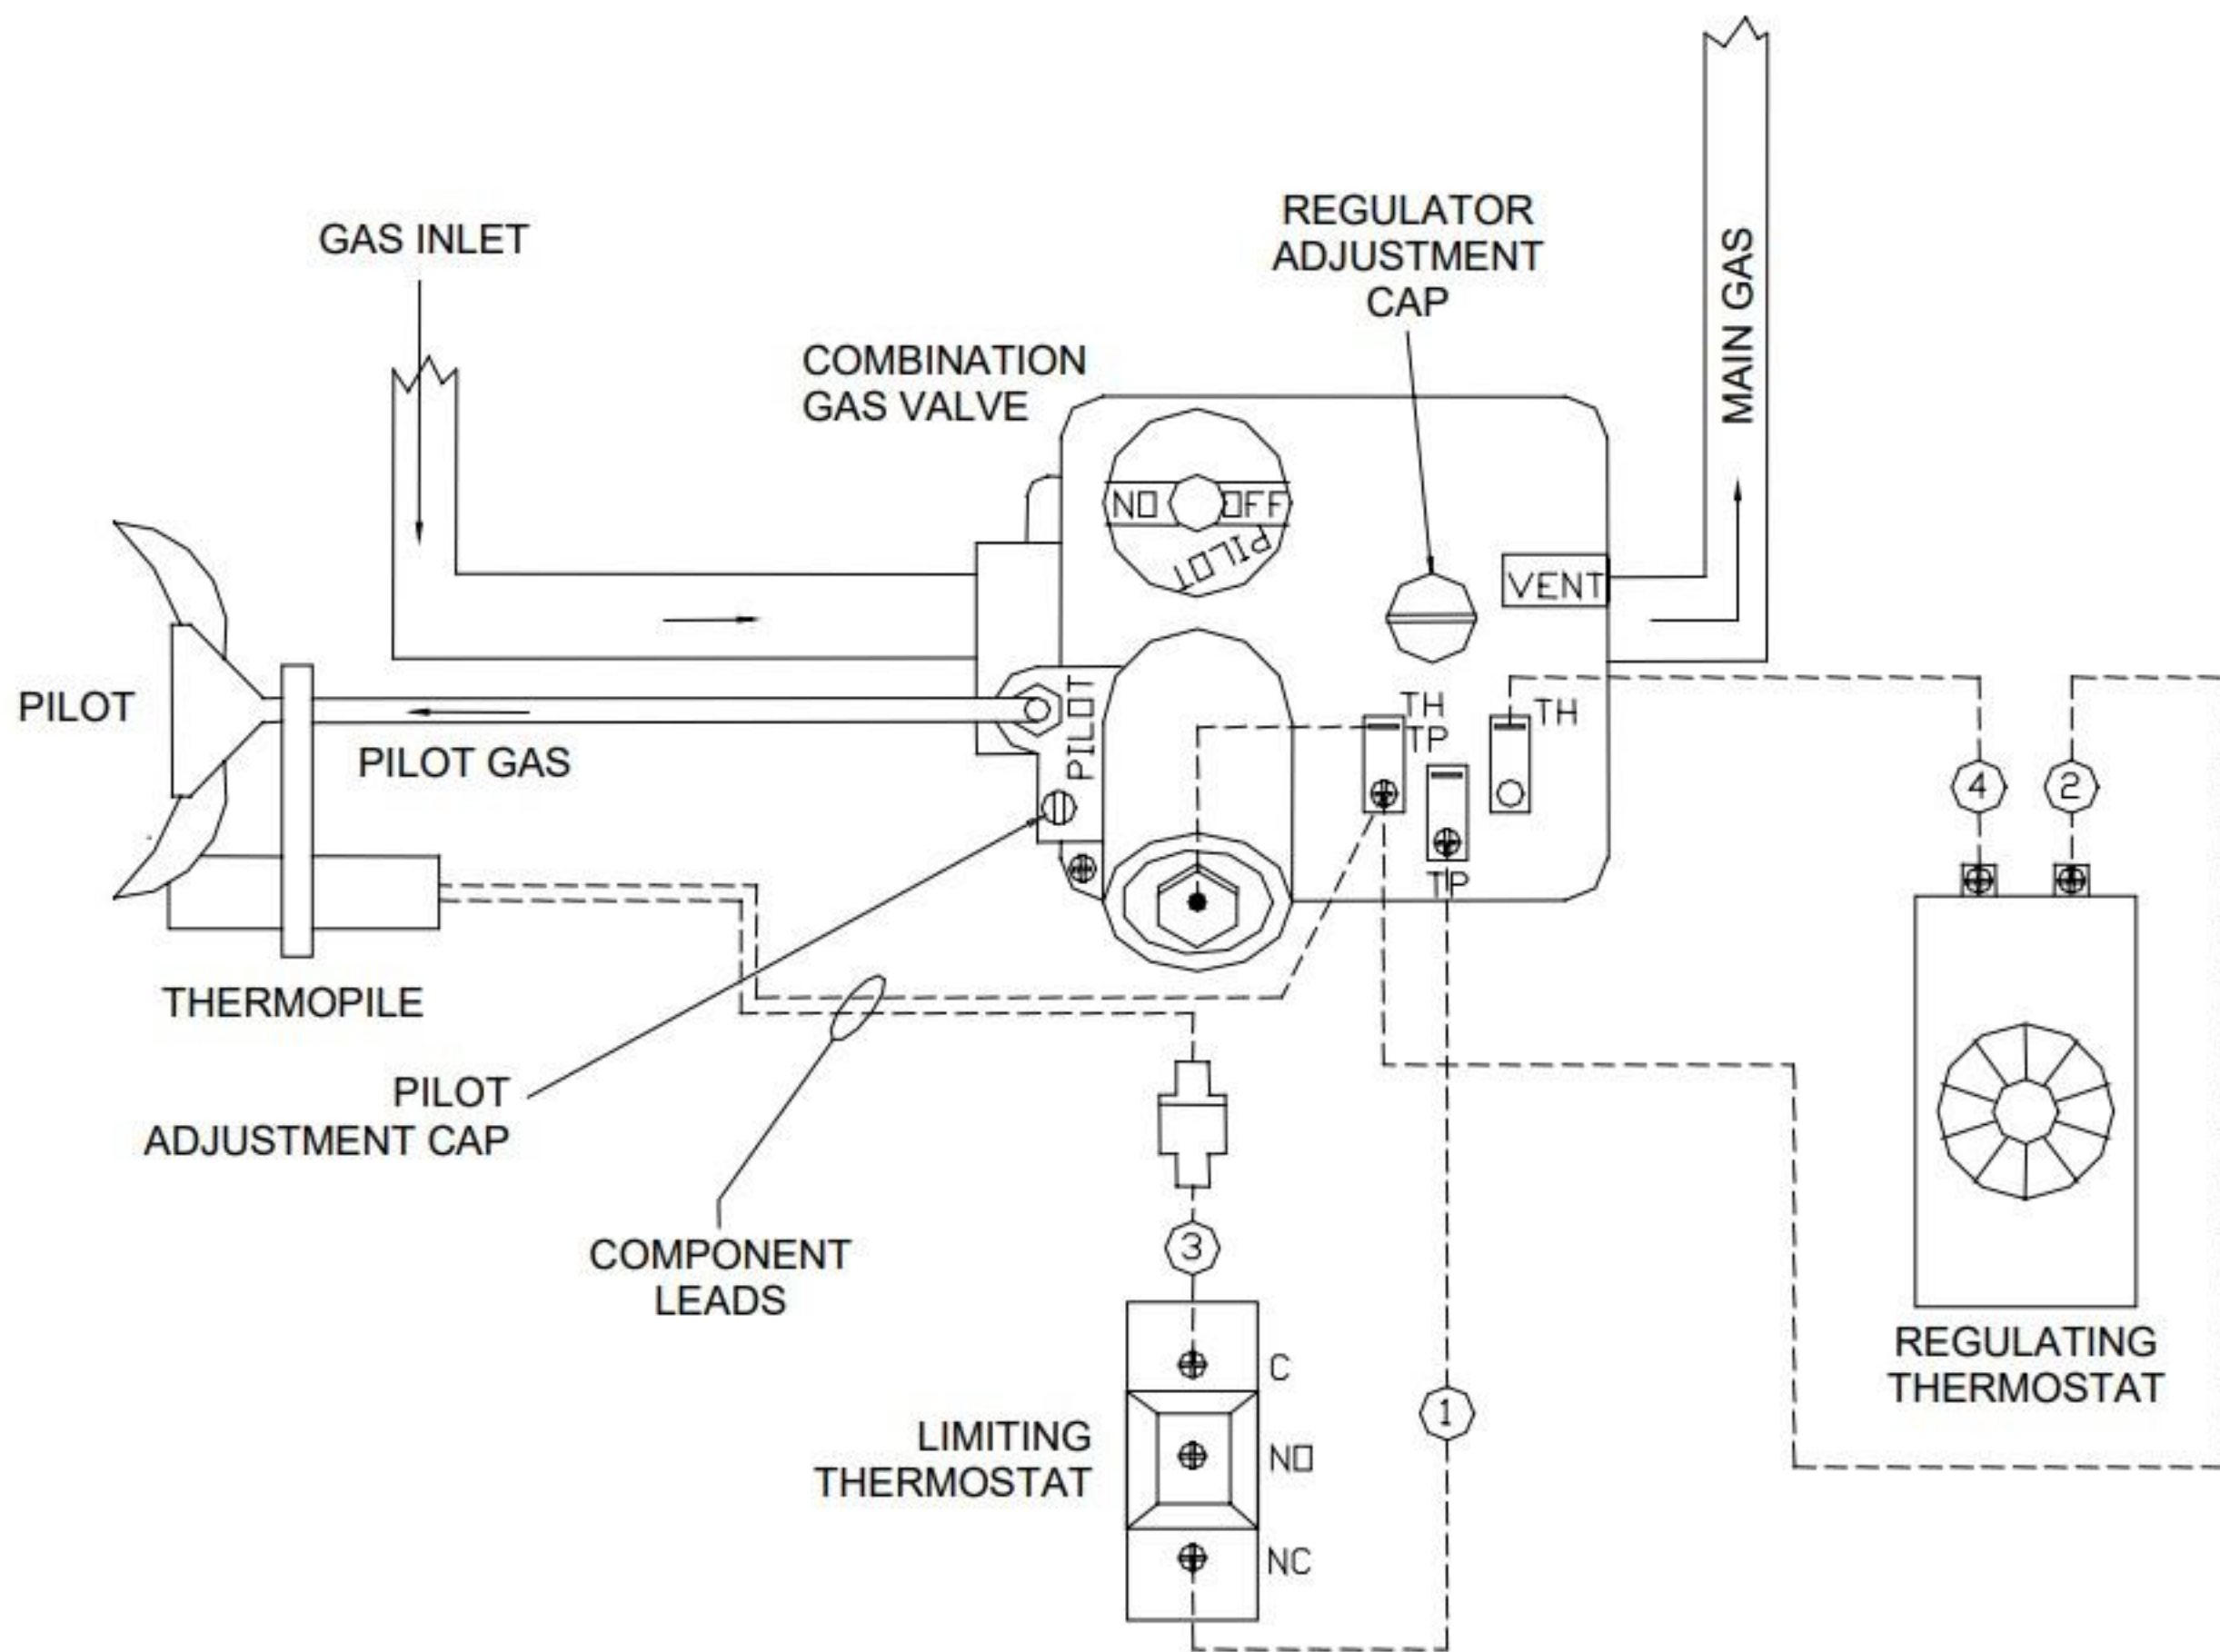 GAS INLET
REGULATOR
ADJUSTMENT
CAP
MAIN GAS
COMBINATION
GAS VALVE
NO OFF
PILOT
VENT
PILOT
PILOT GAS
PILOT
TH
TP
TH
TP
4
2
THERMOPILE
PILOT
ADJUSTMENT CAP
COMPONENT
LEADS
3
C
NO
NC
LIMITING
THERMOSTAT
1
REGULATING
THERMOSTAT